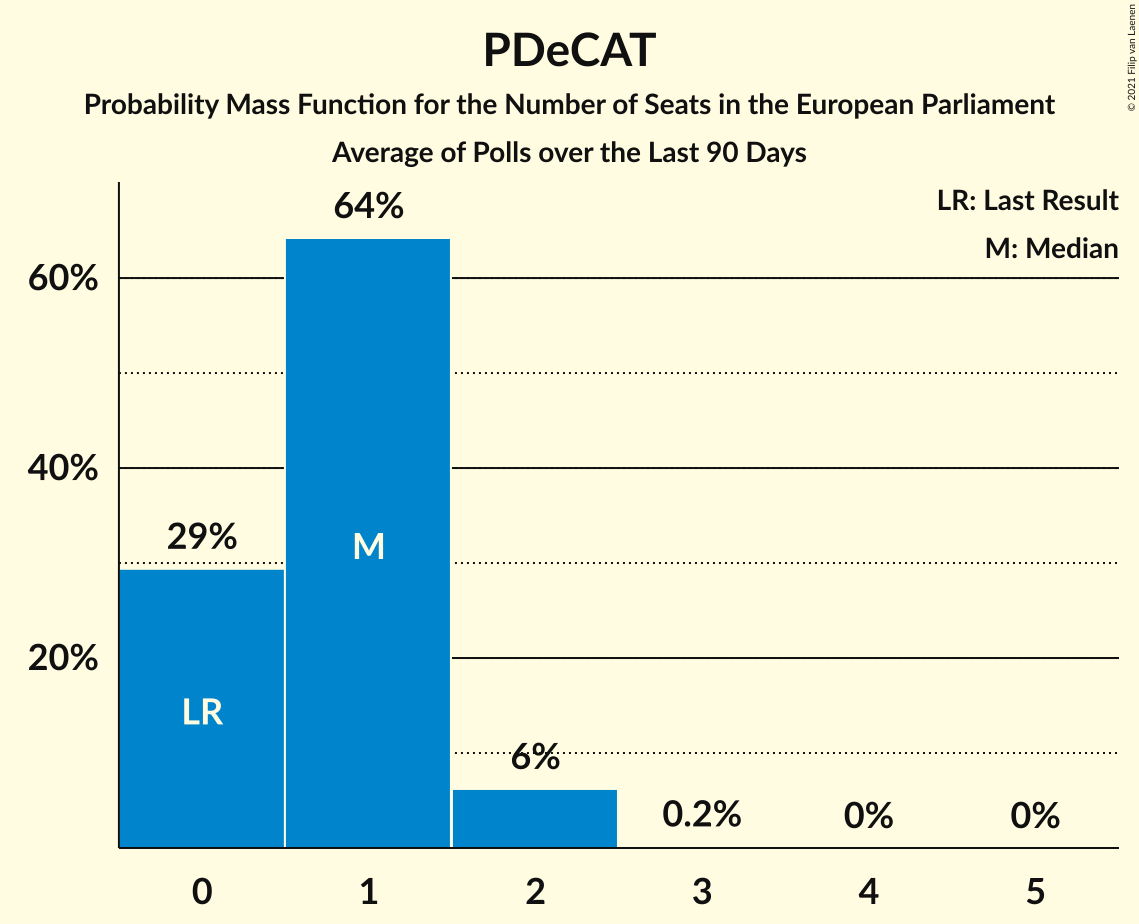 PDeCAT
Probability Mass Function for the Number of Seats in the European Parliament
Average of Polls over the Last 90 Days
© 2021 Filip van Laenen
LR: Last Result
M: Median
64%
60%
40%
29%
M
20%
LR
6%
0.2%
0%
0%
0
1
2
3
4
5